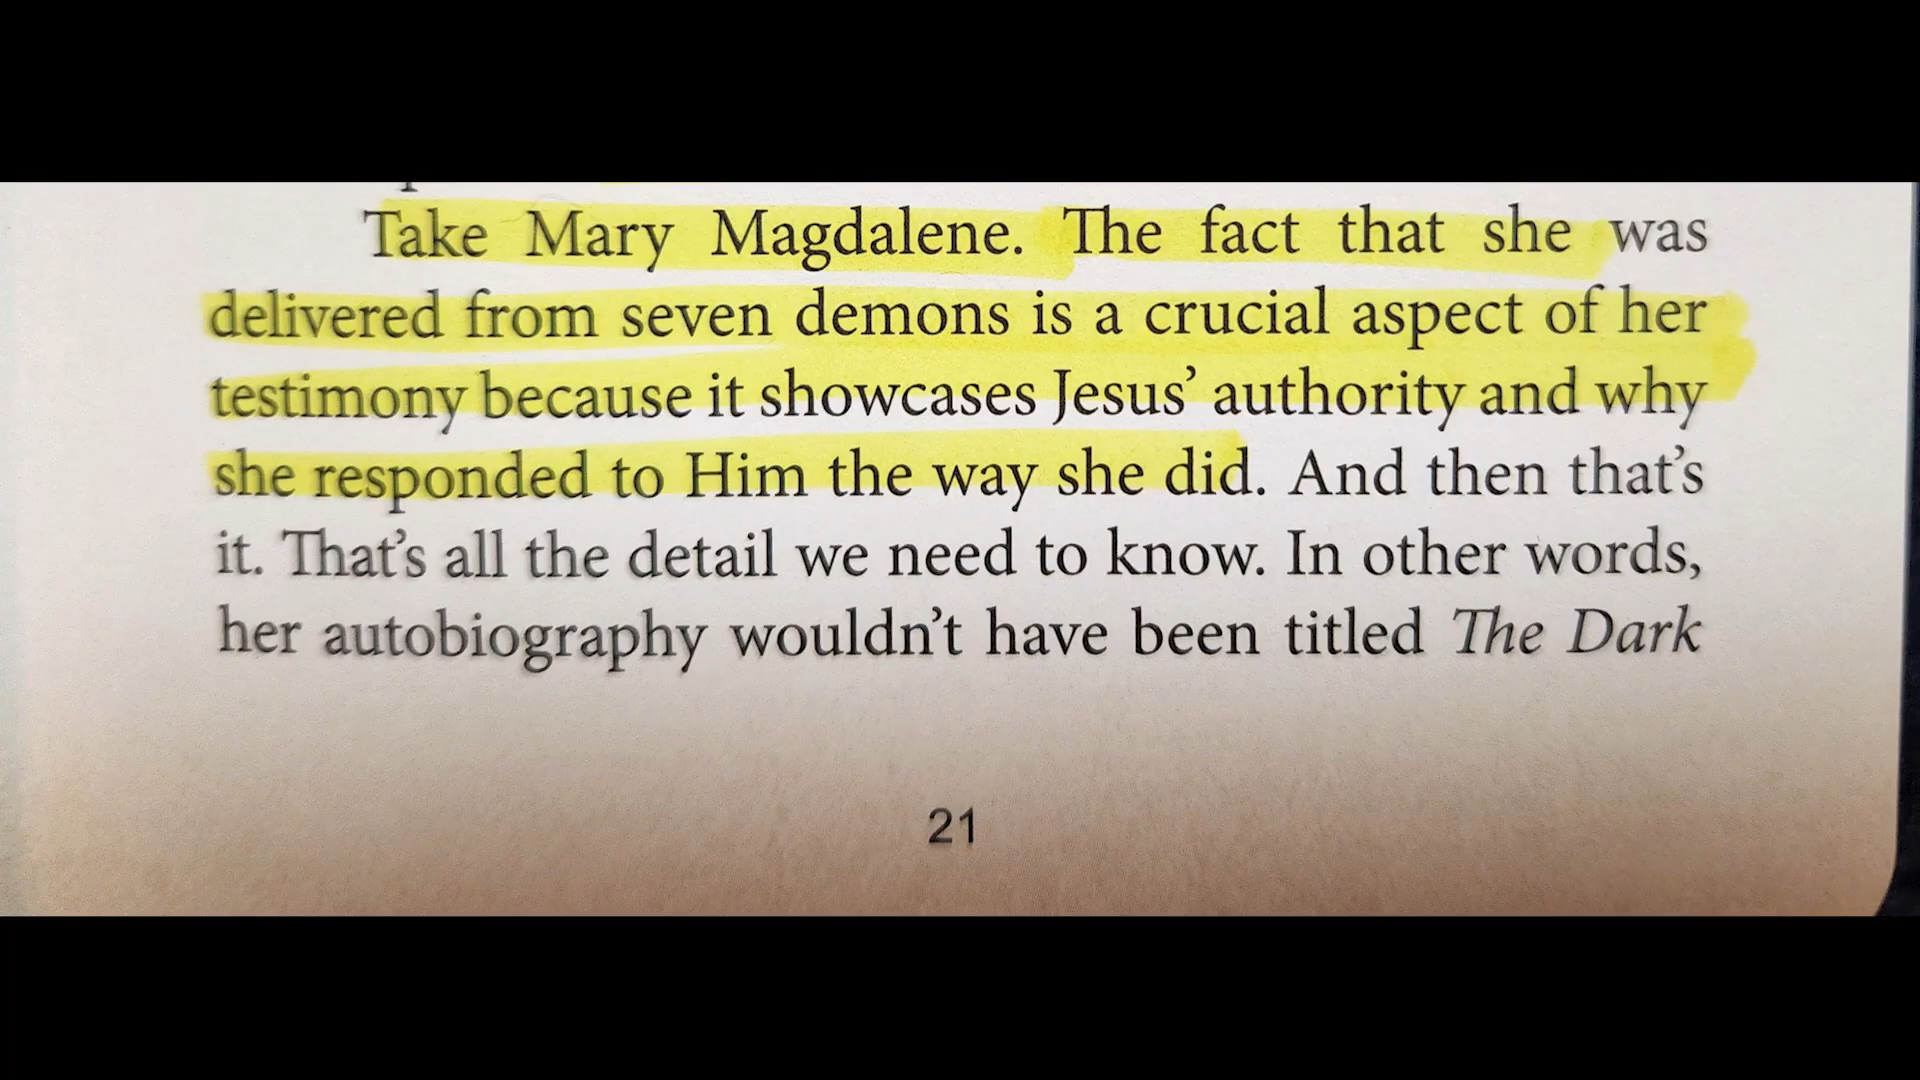 Take Mary Magdalene. The fact that she was
delivered from seven demons is a crucial aspect of her
testimony because it showcases Jesus’ authority and why
she responded to Him the way she did. And then that’s
it. That’s all the detail we need to know. In other words,
her autobiography wouldn’t have been titled The Dark
21